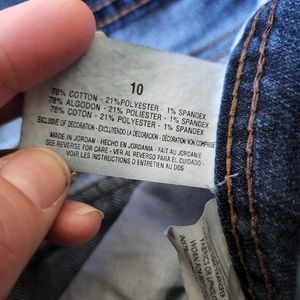 10
78% COTTON - 21% POLYESTER - 1% SPANDEX
78% ALGODON - 21% POLIESTER - 1% SPANDEX
78% COTON - 21% POLYESTER - 1% SPANDEX
EXCLUSIVE OF DECORATION - EXCLUYENDO LA DECORACION - DÉCORATION NON COMPRISE
MADE IN JORDAN - HECHO EN JORDANIA - FAIT AU JORDANIE
SEE REVERSE FOR CARE - VER AL REVERSO PARA EL CUIDADO -
VOIR LES INSTRUCTIONS D'ENTRETIEN AU DOS